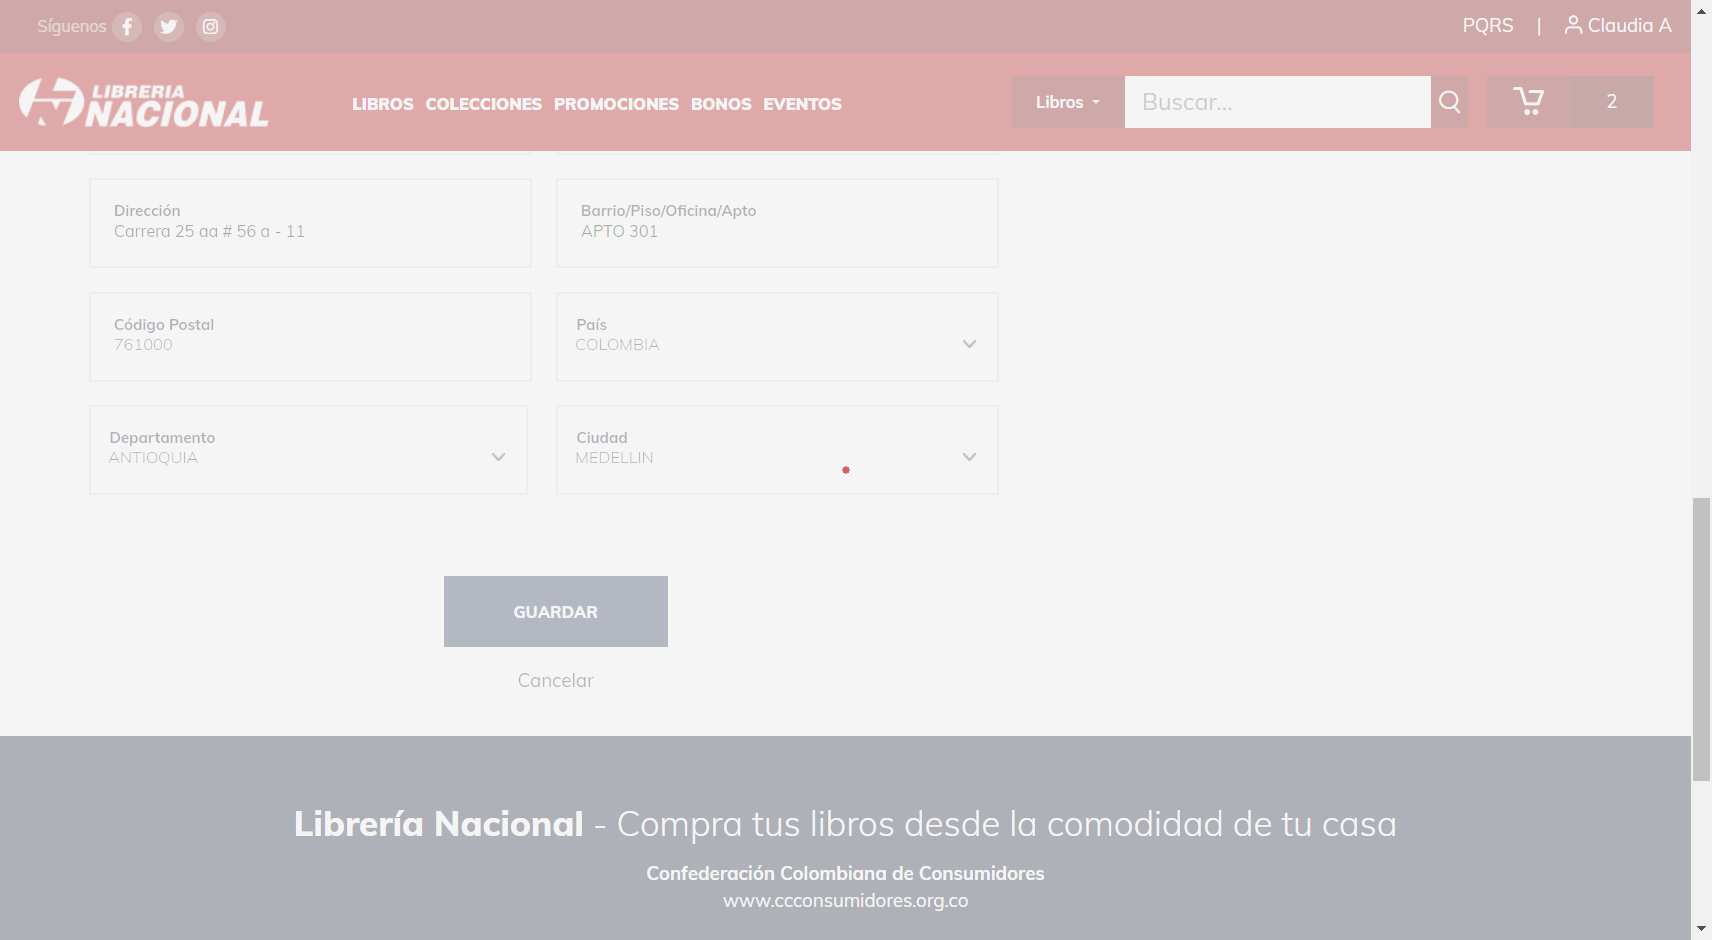 Síguenos
PQRS | Claudia A
LIBRERIA
NACIONAL
LIBROS COLECCIONES PROMOCIONES BONOS EVENTOS
Libros
Buscar...
2
Dirección
Carrera 25 aa # 56 a - 11
Barrio/Piso/Oficina/Apto
APTO 301
Código Postal
761000
País
COLOMBIA
Departamento
ANTIOQUIA
Ciudad
MEDELLIN
GUARDAR
Cancelar
Librería Nacional - Compra tus libros desde la comodidad de tu casa
Confederación Colombiana de Consumidores
www.ccconsumidores.org.co